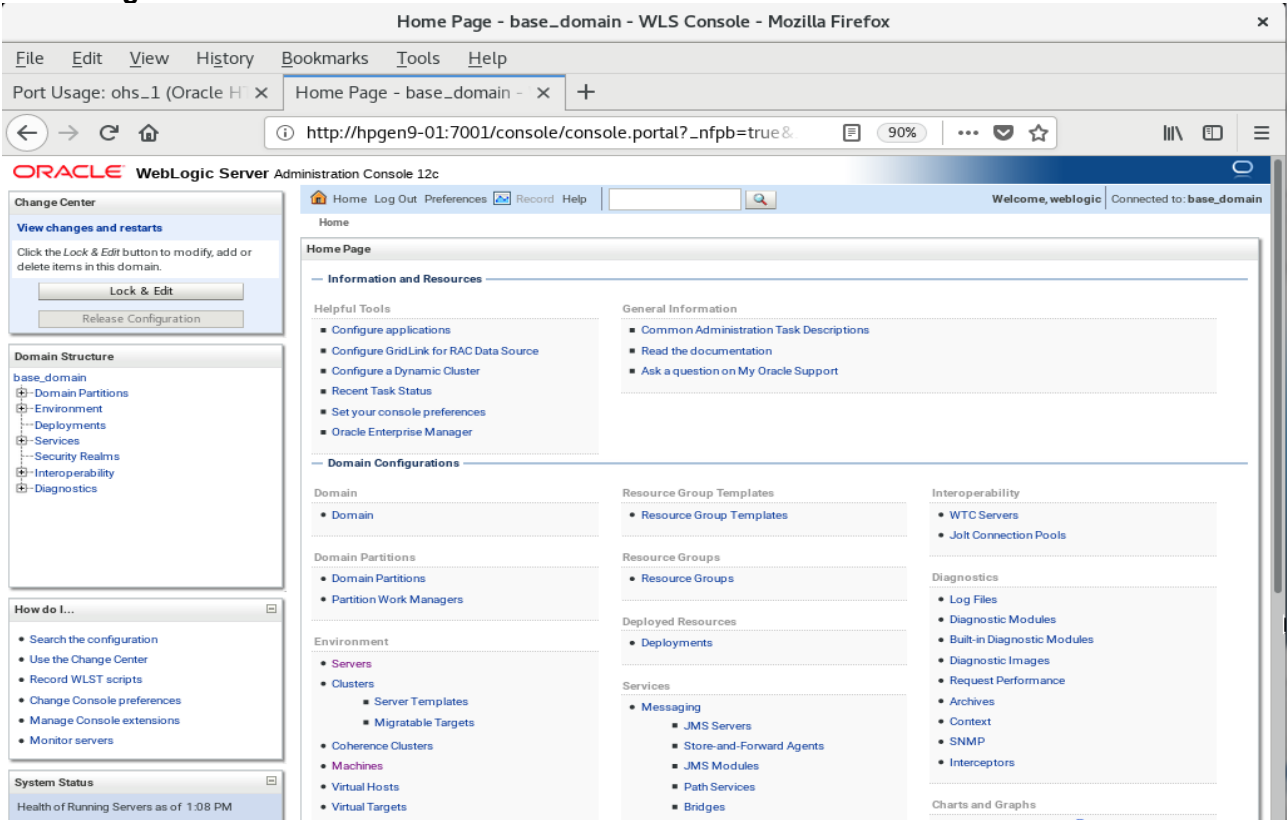 Home Page - base_domain - WLS Console - Mozilla Firefox ×
File Edit View History Bookmarks Tools Help
Port Usage: ohs_1 (Oracle HT × Home Page - base_domain - × +
http://hpgen9-01:7001/console/console.portal?_nfpb=true& 90%
ORACLE WebLogic Server Administration Console 12c
Change Center
View changes and restarts
Click the Lock & Edit button to modify, add or
delete items in this domain.
Lock & Edit
Release Configuration
Domain Structure
base_domain
Domain Partitions
Environment
Deployments
Services
Security Realms
Interoperability
Diagnostics
How do I...
Search the configuration
Use the Change Center
Record WLST scripts
Change Console preferences
Manage Console extensions
Monitor servers
System Status
Health of Running Servers as of 1:08 PM
Home Log Out Preferences Record Help
Welcome, weblogic Connected to: base_domain
Home
Home Page
Information and Resources
Helpful Tools
Configure applications
Configure GridLink for RAC Data Source
Configure a Dynamic Cluster
Recent Task Status
Set your console preferences
Oracle Enterprise Manager
General Information
Common Administration Task Descriptions
Read the documentation
Ask a question on My Oracle Support
Domain Configurations
Domain
Domain
Domain Partitions
Domain Partitions
Partition Work Managers
Environment
Servers
Clusters
Server Templates
Migratable Targets
Coherence Clusters
Machines
Virtual Hosts
Virtual Targets
Resource Group Templates
Resource Group Templates
Resource Groups
Resource Groups
Deployed Resources
Deployments
Services
Messaging
JMS Servers
Store-and-Forward Agents
JMS Modules
Path Services
Bridges
Interoperability
WTC Servers
Jolt Connection Pools
Diagnostics
Log Files
Diagnostic Modules
Built-in Diagnostic Modules
Diagnostic Images
Request Performance
Archives
Context
SNMP
Interceptors
Charts and Graphs